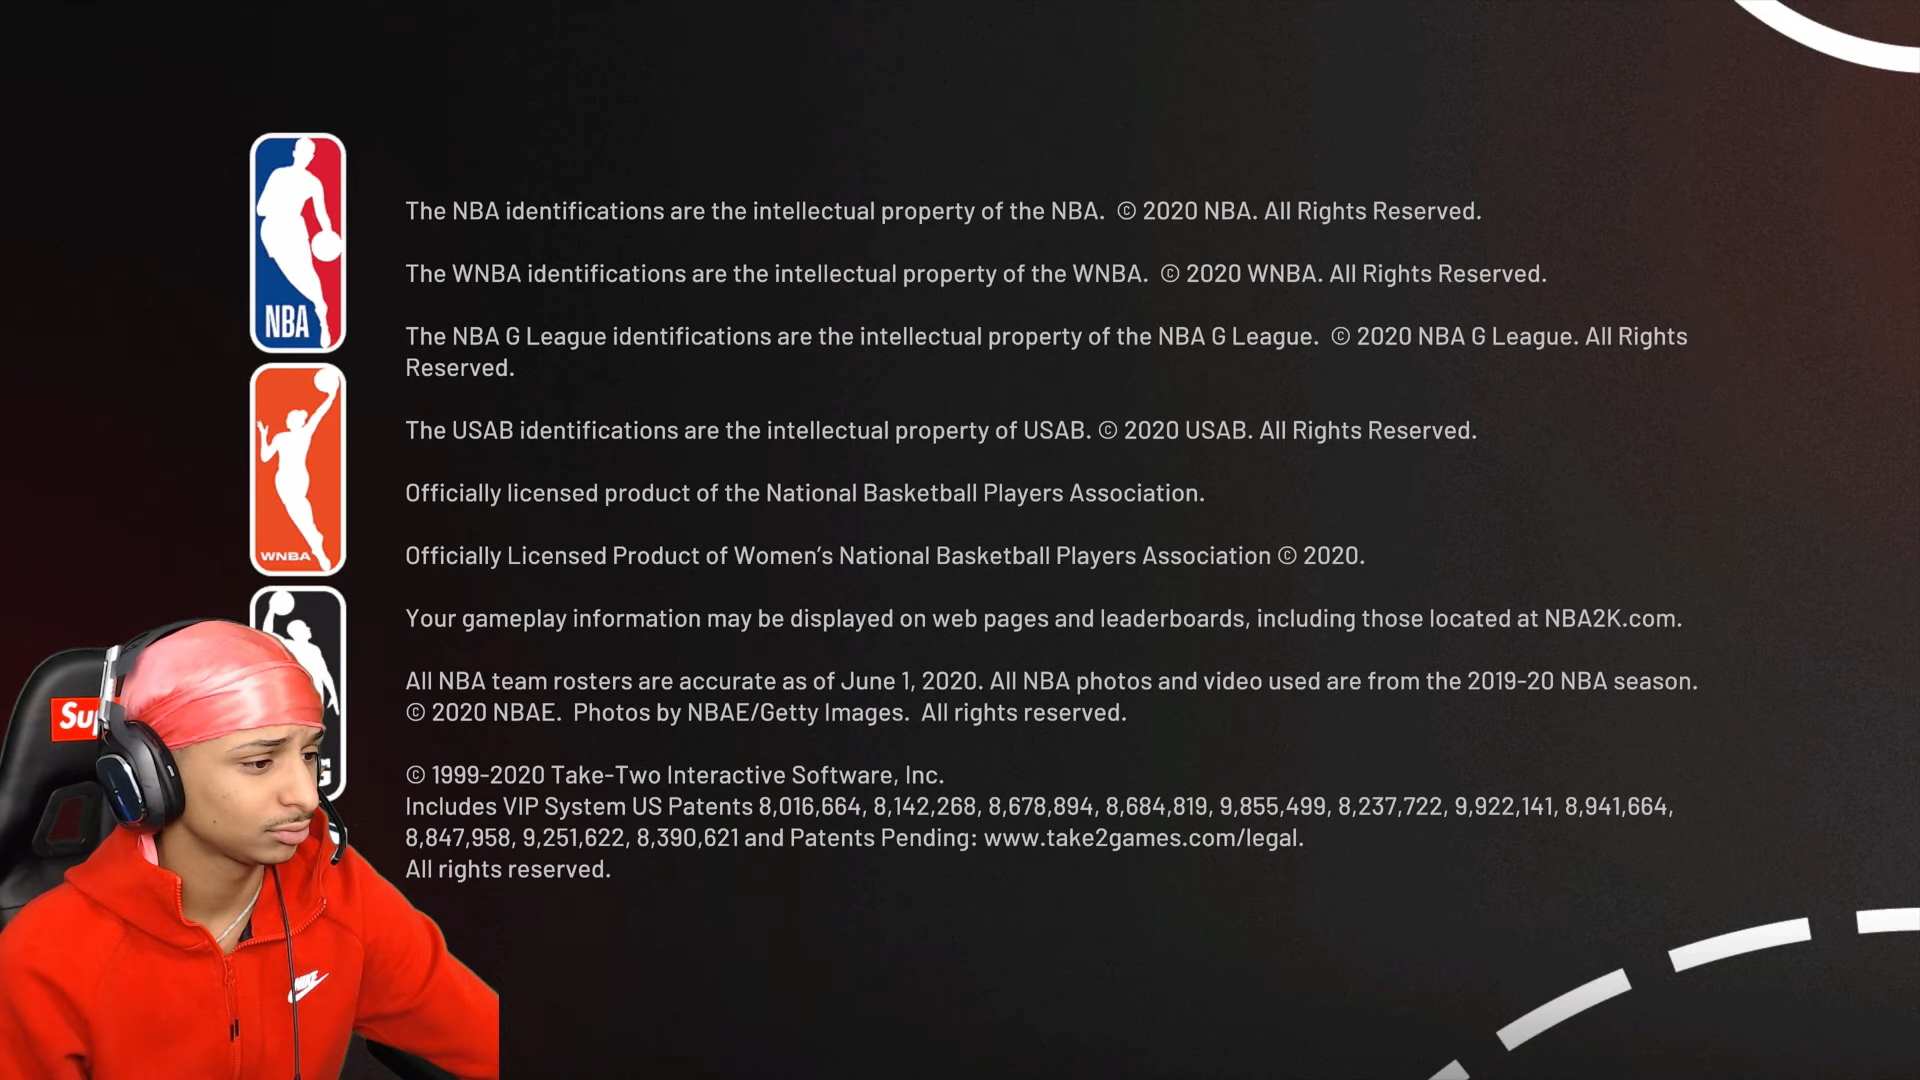 The NBA identifications are the intellectual property of the NBA. © 2020 NBA. All Rights Reserved.
The WNBA identifications are the intellectual property of the WNBA. © 2020 WNBA. All Rights Reserved.
NBA
The NBA G League identifications are the intellectual property of the NBA G League. © 2020 NBA G League. All Rights
Reserved.
The USAB identifications are the intellectual property of USAB. © 2020 USAB. All Rights Reserved.
Officially licensed product of the National Basketball Players Association.
WNBA
Officially Licensed Product of Women’s National Basketball Players Association © 2020.
Your gameplay information may be displayed on web pages and leaderboards, including those located at NBA2K.com.
All NBA team rosters are accurate as of June 1, 2020. All NBA photos and video used are from the 2019-20 NBA season.
© 2020 NBAE. Photos by NBAE/Getty Images. All rights reserved.
Sup
© 1999-2020 Take-Two Interactive Software, Inc.
Includes VIP System US Patents 8,016,664, 8,142,268, 8,678,894, 8,684,819, 9,855,499, 8,237,722, 9,922,141, 8,941,664,
8,847,958, 9,251,622, 8,390,621 and Patents Pending: www.take2games.com/legal.
All rights reserved.
NIKE